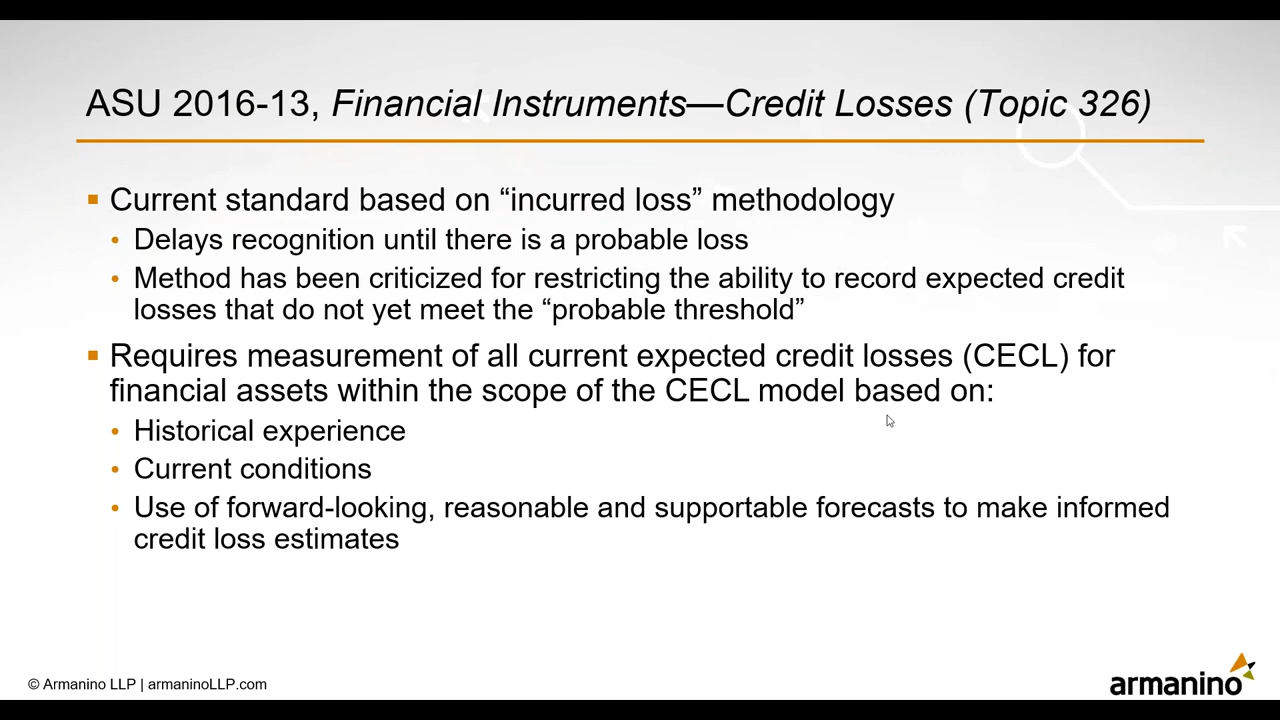 ASU 2016-13, Financial Instruments—Credit Losses (Topic 326)
Current standard based on “incurred loss” methodology
Delays recognition until there is a probable loss
Method has been criticized for restricting the ability to record expected credit
losses that do not yet meet the “probable threshold”
Requires measurement of all current expected credit losses (CECL) for
financial assets within the scope of the CECL model based on:
Historical experience
Current conditions
Use of forward-looking, reasonable and supportable forecasts to make informed
credit loss estimates
© Armanino LLP | armaninoLLP.com
armanino